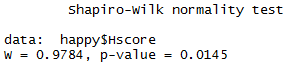 Shapiro-Wilk normality test
data:  happy$Hscore
W = 0.9784, p-value = 0.0145